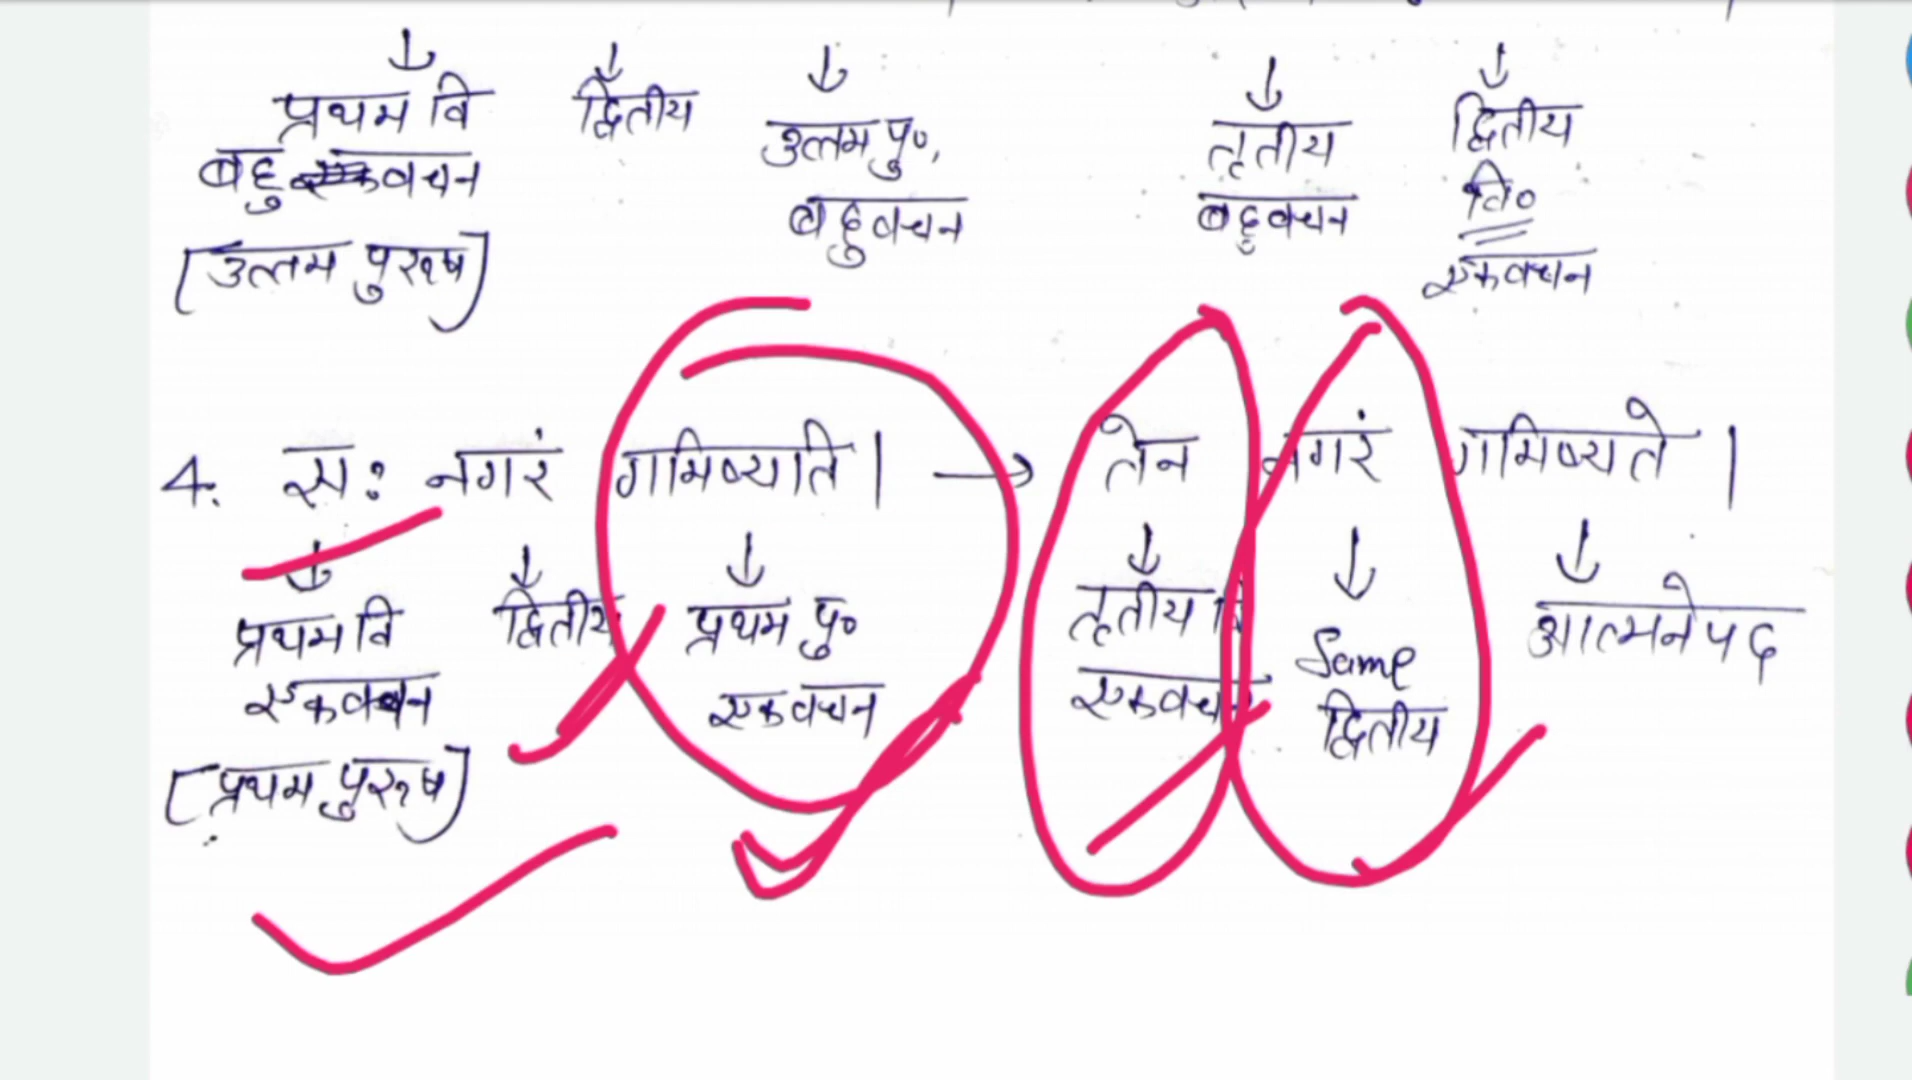 प्रथम वि द्वितीय उत्तम पु०, तृतीय द्वितीय
बहुवचन बहुवचन बहुवचन वि०
[उत्तम पुरुष] एकवचन
4. सः नगरं गमिष्यति | → तेन नगरं गमिष्यते |
प्रथम वि द्वितीय प्रथम पु० तृतीय वि Same आत्मनेपद
एकवचन एकवचन एकवचन द्वितीय
[प्रथम पुरुष]